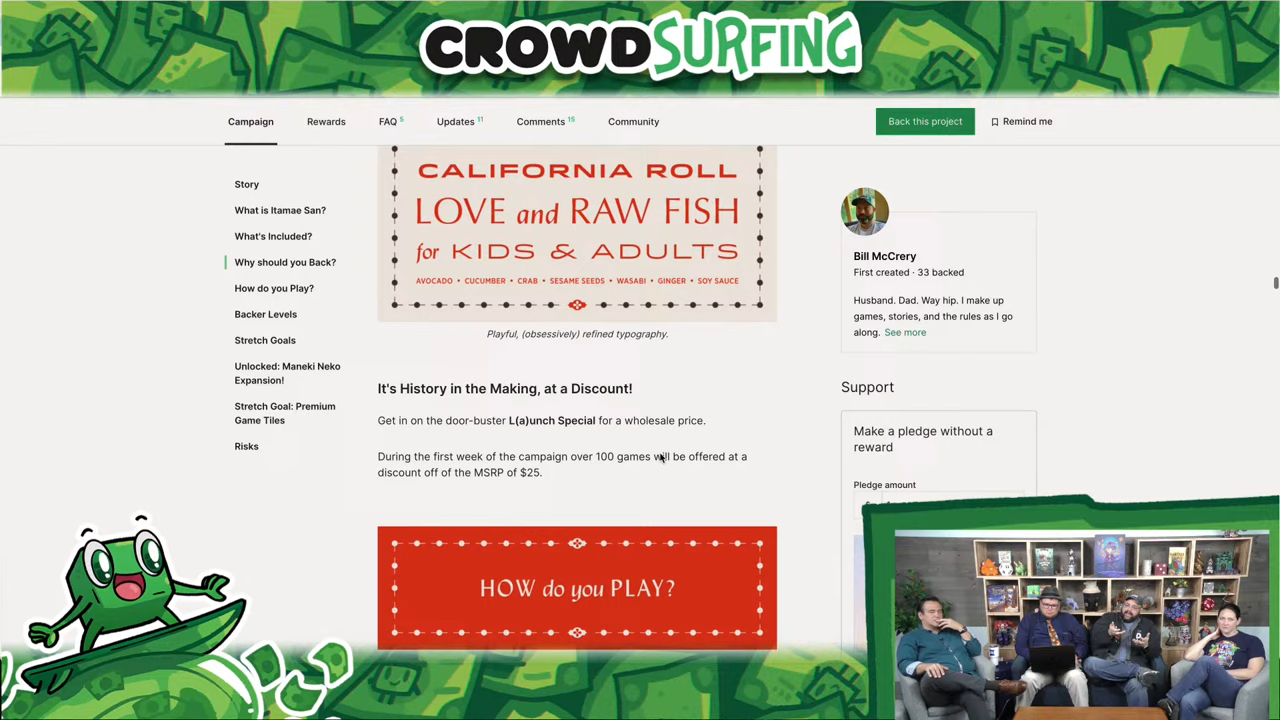 CROWDSURFING
Campaign
Rewards
FAQ 5
Updates 11
Comments 15
Community
Back this project
Remind me
Story
What is Itamae San?
What's Included?
Why should you Back?
How do you Play?
Backer Levels
Stretch Goals
Unlocked: Maneki Neko
Expansion!
Stretch Goal: Premium
Game Tiles
Risks
CALIFORNIA ROLL
LOVE and RAW FISH
for KIDS & ADULTS
AVOCADO • CUCUMBER • CRAB • SESAME SEEDS • WASABI • GINGER • SOY SAUCE
Playful, (obsessively) refined typography.
It's History in the Making, at a Discount!
Get in on the door-buster L(a)unch Special for a wholesale price.
During the first week of the campaign over 100 games will be offered at a
discount off of the MSRP of $25.
HOW do you PLAY?
Bill McCrery
First created · 33 backed
Husband. Dad. Way hip. I make up
games, stories, and the rules as I go
along. See more
Support
Make a pledge without a
reward
Pledge amount